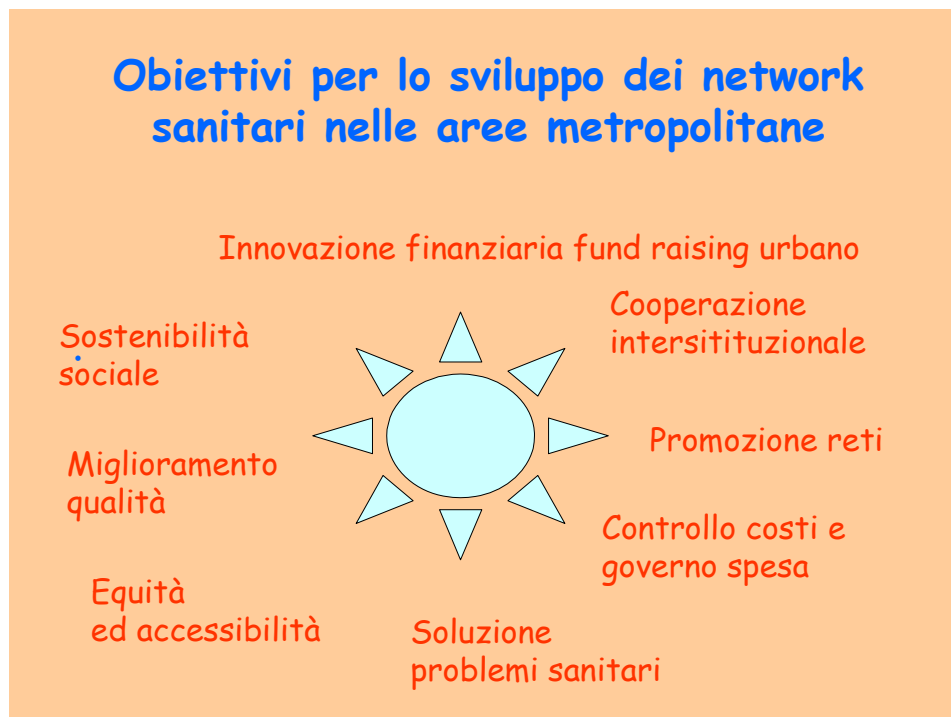 Obiettivi per lo sviluppo dei network
sanitari nelle aree metropolitane
Innovazione finanziaria fund raising urbano
Cooperazione
intersitituzionale
Promozione reti
Controllo costi e
governo spesa
Soluzione
problemi sanitari
Equità
ed accessibilità
Miglioramento
qualità
Sostenibilità
sociale